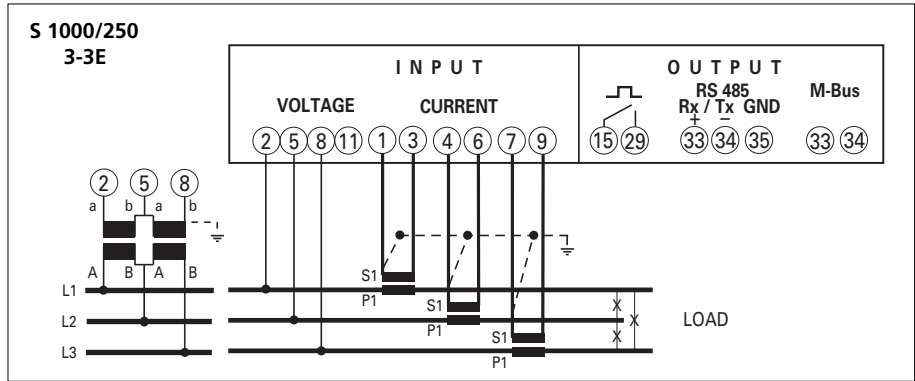 S 1000/250
3-3E
I N P U T
O U T P U T
VOLTAGE
CURRENT
RS 485
Rx / Tx GND
+ –
M-Bus
2 5 8 11 1 3 4 6 7 9
15 29 33 34 35 33 34
2 5 8
a b a b
A B A B
S1
L1
P1
S1
L2
P1
LOAD
S1
L3
P1